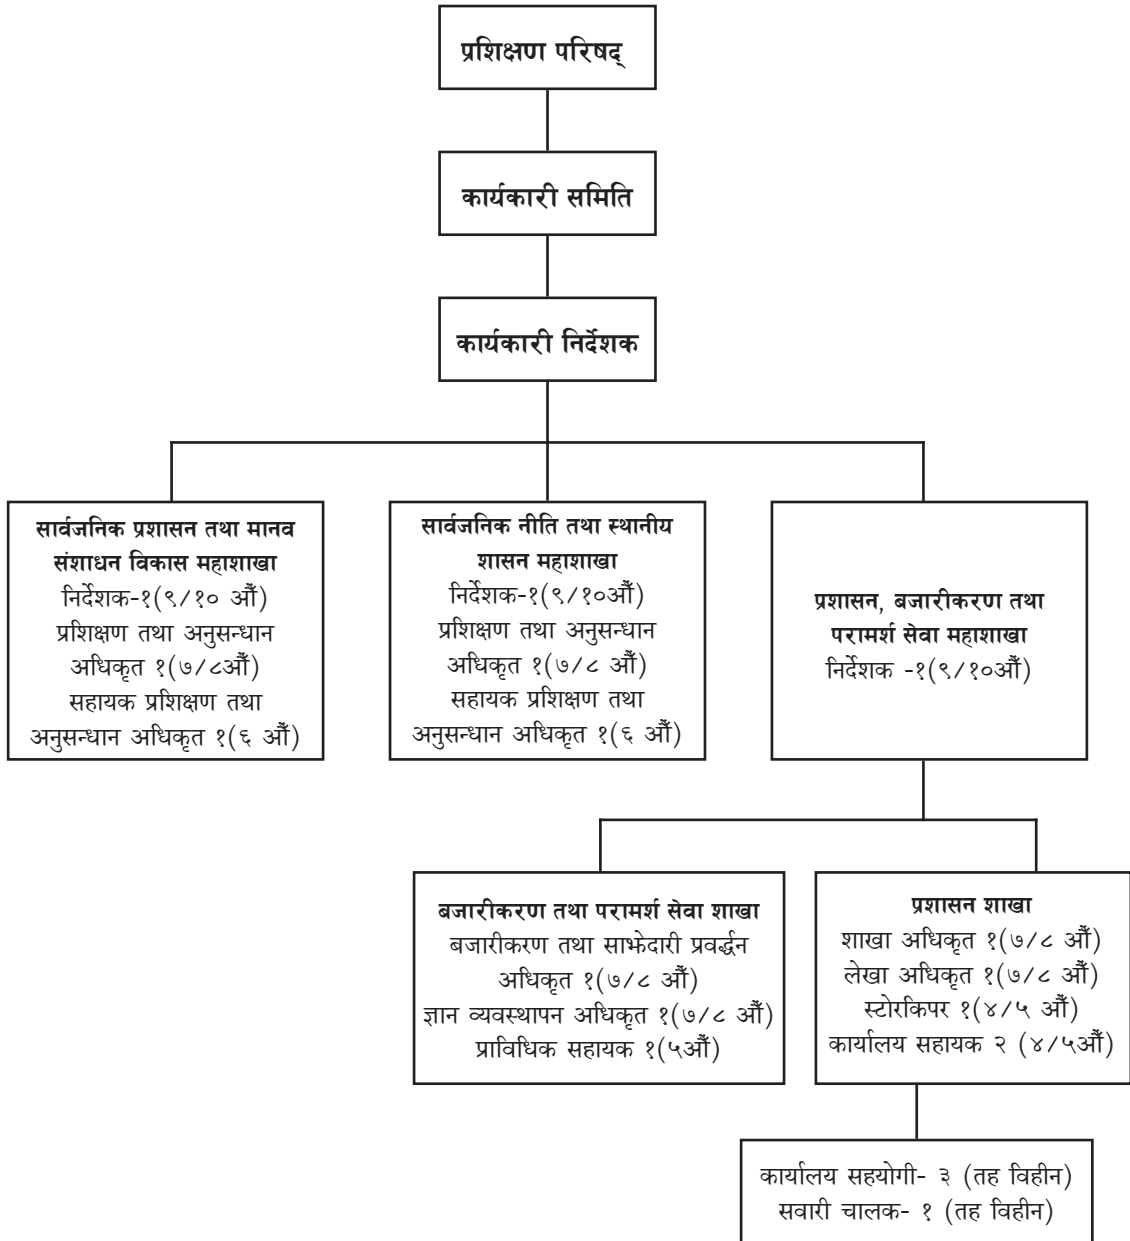 प्रशिक्षण परिषद्
कार्यकारी समिति
कार्यकारी निर्देशक
सार्वजनिक प्रशासन तथा मानव
संशाधन विकास महाशाखा
निर्देशक-१(९/१० औँ)
प्रशिक्षण तथा अनुसन्धान
अधिकृत १(७/८औँ)
सहायक प्रशिक्षण तथा
अनुसन्धान अधिकृत १(६ औँ)
सार्वजनिक नीति तथा स्थानीय
शासन महाशाखा
निर्देशक-१(९/१०औँ)
प्रशिक्षण तथा अनुसन्धान
अधिकृत १(७/८ औँ)
सहायक प्रशिक्षण तथा
अनुसन्धान अधिकृत १(६ औँ)
प्रशासन, बजारीकरण तथा
परामर्श सेवा महाशाखा
निर्देशक -१(९/१०औँ)
बजारीकरण तथा परामर्श सेवा शाखा
बजारीकरण तथा साझेदारी प्रवर्द्धन
अधिकृत १(७/८ औँ)
ज्ञान व्यवस्थापन अधिकृत १(७/८ औँ)
प्राविधिक सहायक १(५औँ)
प्रशासन शाखा
शाखा अधिकृत १(७/८ औँ)
लेखा अधिकृत १(७/८ औँ)
स्टोरकिपर १(४/५ औँ)
कार्यालय सहायक २ (४/५औँ)
कार्यालय सहयोगी- ३ (तह विहीन)
सवारी चालक- १ (तह विहीन)